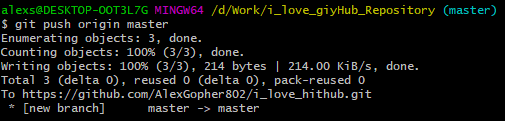 alexs@DESKTOP-OOT3L7G MINGW64 /d/Work/i_love_giyHub_Repository (master)
$ git push origin master
Enumerating objects: 3, done.
Counting objects: 100% (3/3), done.
Writing objects: 100% (3/3), 214 bytes | 214.00 KiB/s, done.
Total 3 (delta 0), reused 0 (delta 0), pack-reused 0
To https://github.com/AlexGopher802/i_love_hithub.git
 * [new branch]      master -> master